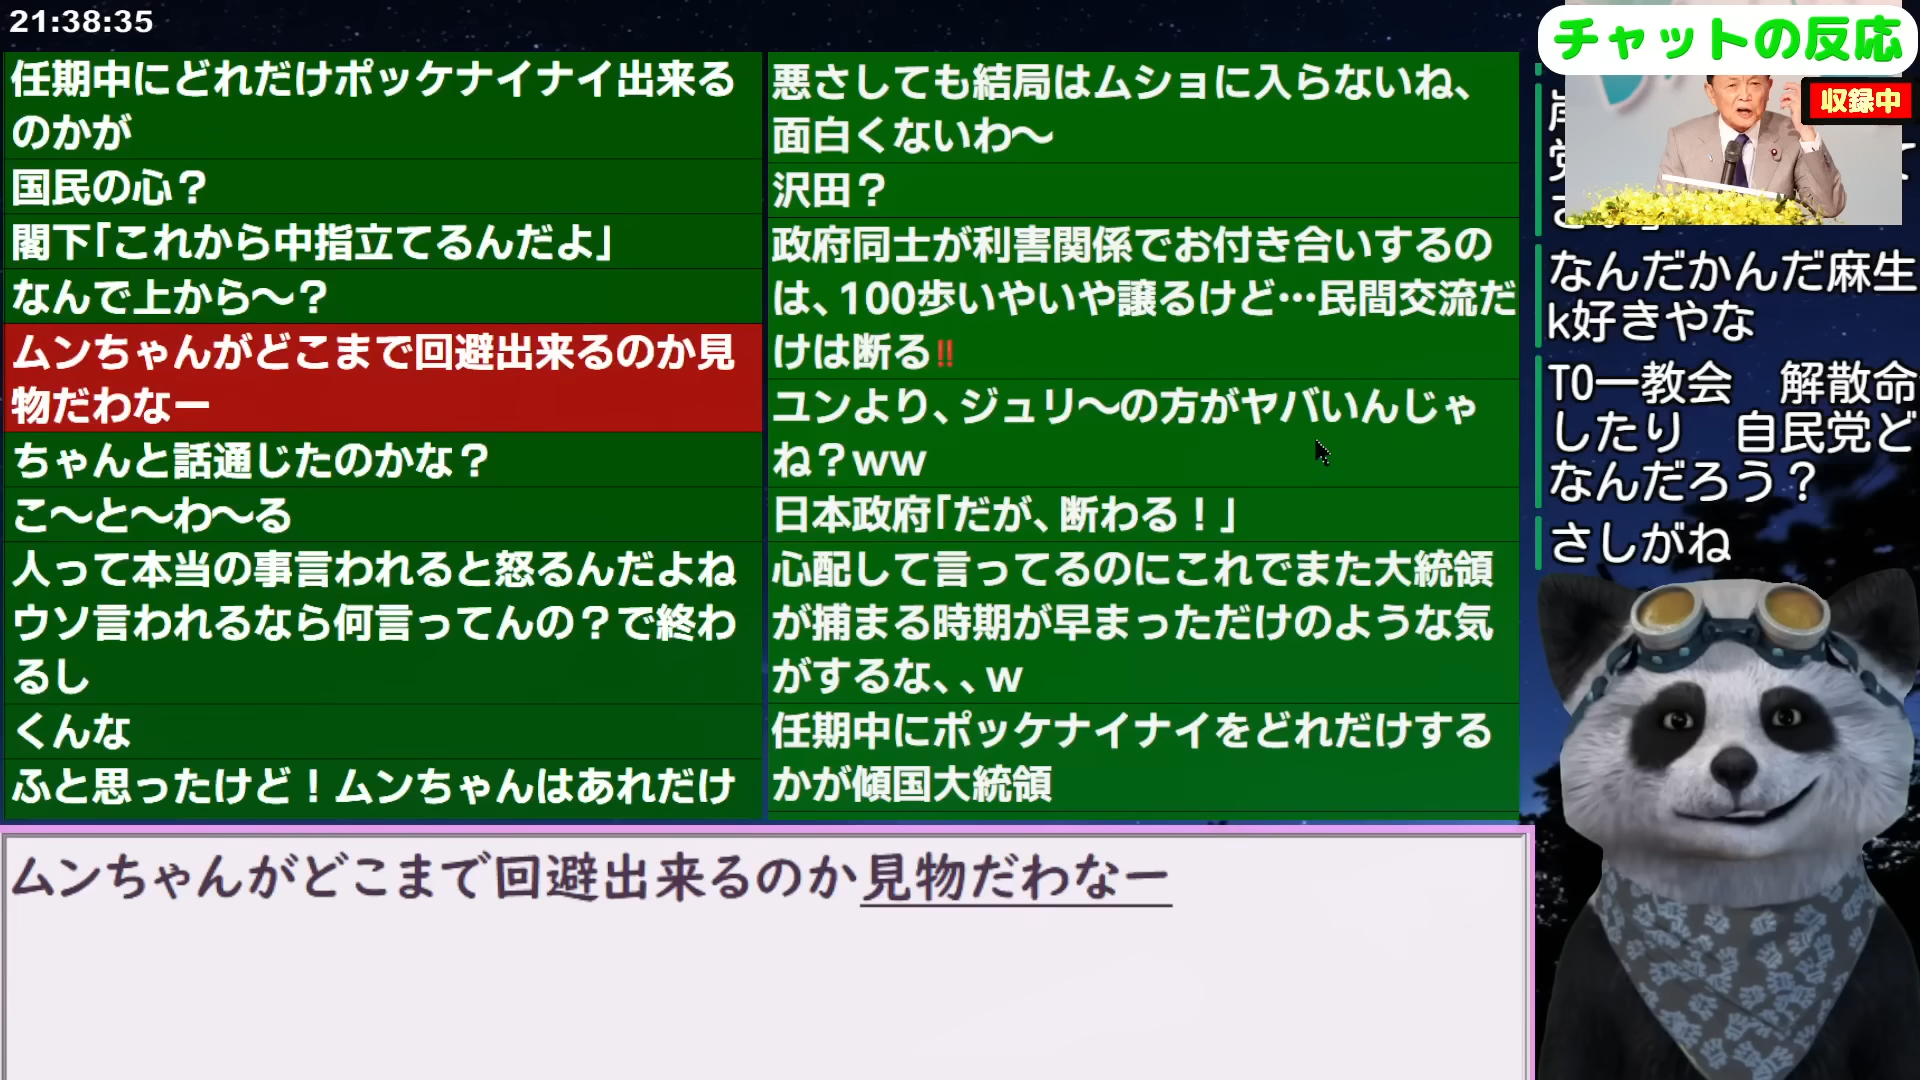 21:38:35
任期中にどれだけポッケナイナイ出来る
のかが
国民の心？
閣下｢これから中指立てるんだよ｣
なんで上から～？
ムンちゃんがどこまで回避出来るのか見
物だわなー
ちゃんと話通じたのかな？
こ～と～わ～る
人って本当の事言われると怒るんだよね
ウソ言われるなら何言ってんの？で終わ
るし
くんな
ふと思ったけど！ムンちゃんはあれだけ
悪さしても結局はムショに入らないね、
面白くないわ～
沢田？
政府同士が利害関係でお付き合いするの
は、100歩いやいや譲るけど…民間交流だ
けは断る‼
ユンより、ジュリ～の方がヤバいんじゃ
ね？ww
日本政府｢だが、断わる！｣
心配して言ってるのにこれでまた大統領
が捕まる時期が早まっただけのような気
がするな、、w
任期中にポッケナイナイをどれだけする
かが傾国大統領
チャットの反応
収録中
なんだかんだ麻生
k好きやな
TO一教会　解散命
したり　自民党ど
なんだろう？
さしがね
ムンちゃんがどこまで回避出来るのか見物だわなー